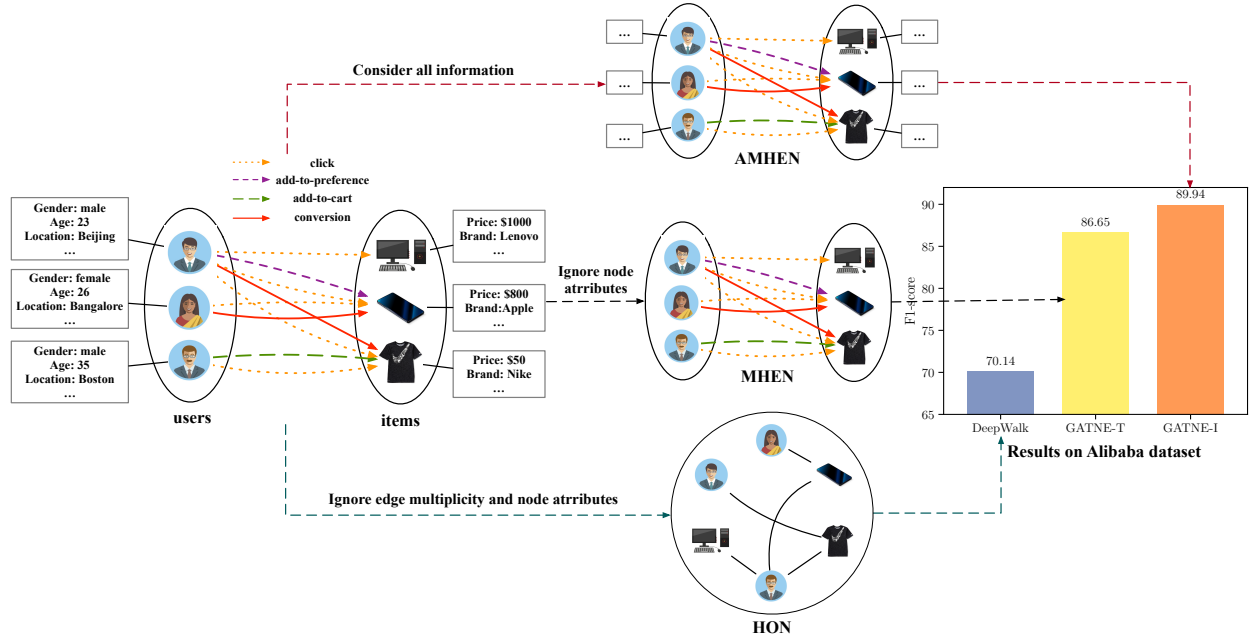 ...
...
...
...
...
...
AMHEN
Consider all information
click
add-to-preference
add-to-cart
conversion
Gender: male
Age: 23
Location: Beijing
...
Gender: female
Age: 26
Location: Bangalore
...
Gender: male
Age: 35
Location: Boston
...
users
items
Price: $1000
Brand: Lenovo
...
Price: $800
Brand:Apple
...
Price: $50
Brand: Nike
...
Ignore node
atrributes
MHEN
F1-score
90
85
80
75
70
65
70.14
86.65
89.94
DeepWalk
GATNE-T
GATNE-I
Results on Alibaba dataset
Ignore edge multiplicity and node atrributes
HON